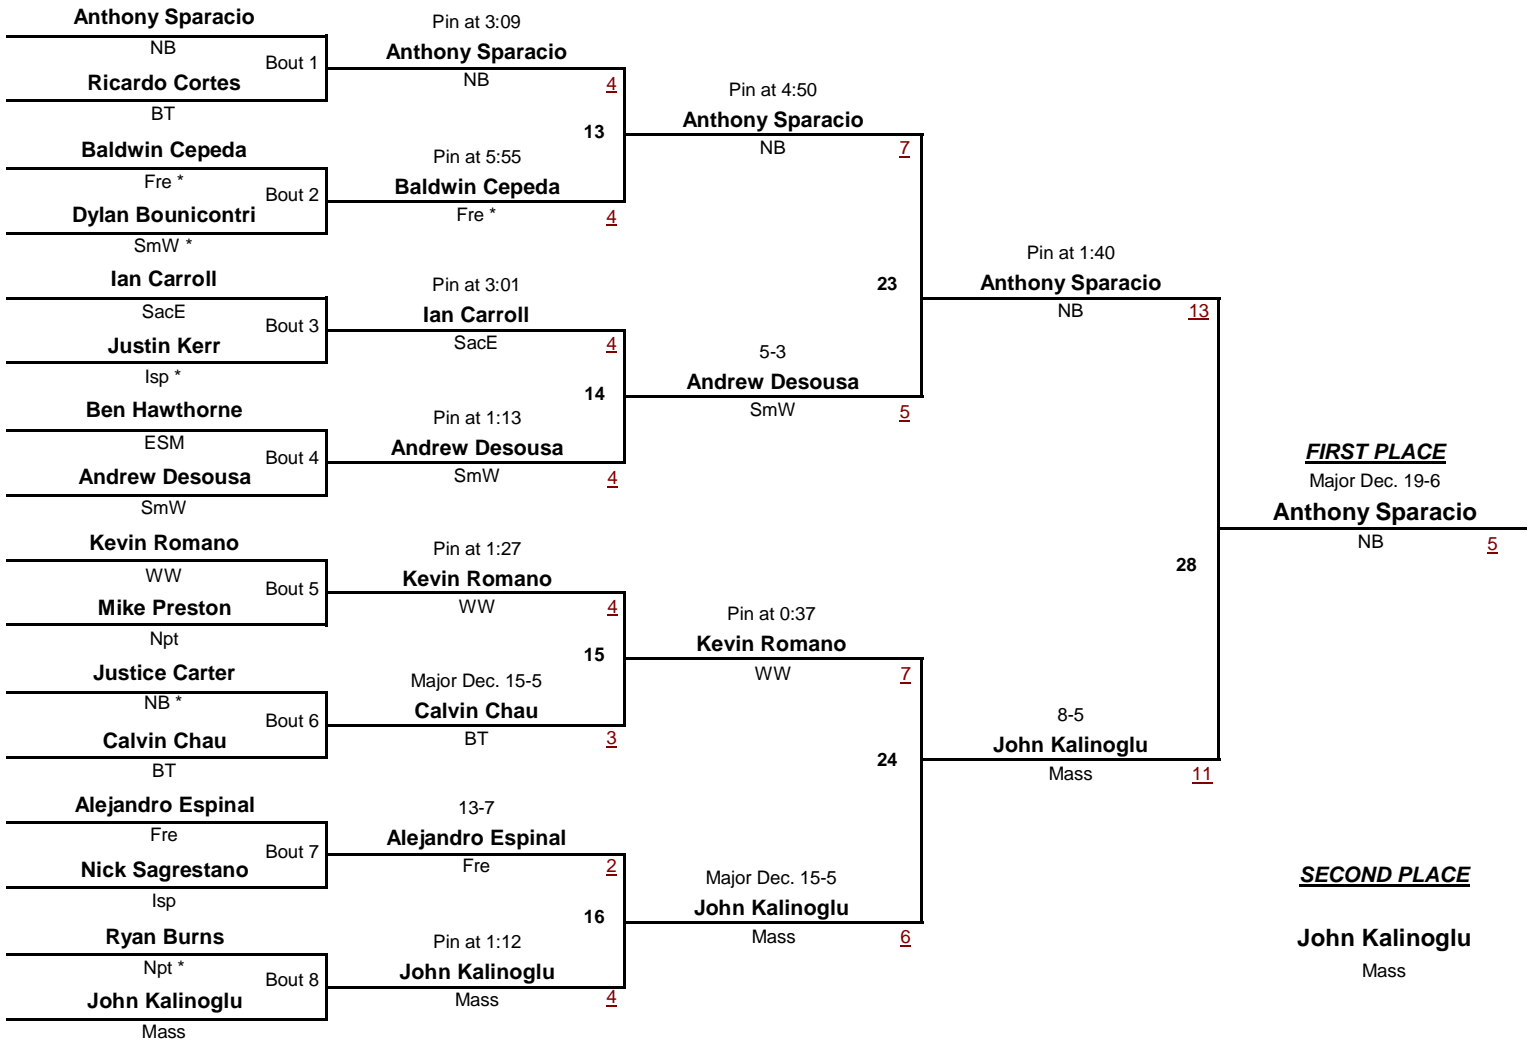 Anthony Sparacio
NB
Bout 1
Ricardo Cortes
BT
Baldwin Cepeda
Fre *
Bout 2
Dylan Bounicontri
SmW *
Ian Carroll
SacE
Bout 3
Justin Kerr
Isp *
Ben Hawthorne
ESM
Bout 4
Andrew Desousa
SmW
Kevin Romano
WW
Bout 5
Mike Preston
Npt
Justice Carter
NB *
Bout 6
Calvin Chau
BT
Alejandro Espinal
Fre
Bout 7
Nick Sagrestano
Isp
Ryan Burns
Npt *
Bout 8
John Kalinoglu
Mass
Pin at 3:09
Anthony Sparacio
NB 4
13
Pin at 5:55
Baldwin Cepeda
Fre * 4
Pin at 3:01
Ian Carroll
SacE 4
14
Pin at 1:13
Andrew Desousa
SmW 4
Pin at 1:27
Kevin Romano
WW 4
15
Major Dec. 15-5
Calvin Chau
BT 3
13-7
Alejandro Espinal
Fre 2
16
Pin at 1:12
John Kalinoglu
Mass 4
Pin at 4:50
Anthony Sparacio
NB 7
23
5-3
Andrew Desousa
SmW 5
Pin at 0:37
Kevin Romano
WW 7
24
Major Dec. 15-5
John Kalinoglu
Mass 6
Pin at 1:40
Anthony Sparacio
NB 13
28
8-5
John Kalinoglu
Mass 11
FIRST PLACE
Major Dec. 19-6
Anthony Sparacio
NB 5
SECOND PLACE
John Kalinoglu
Mass